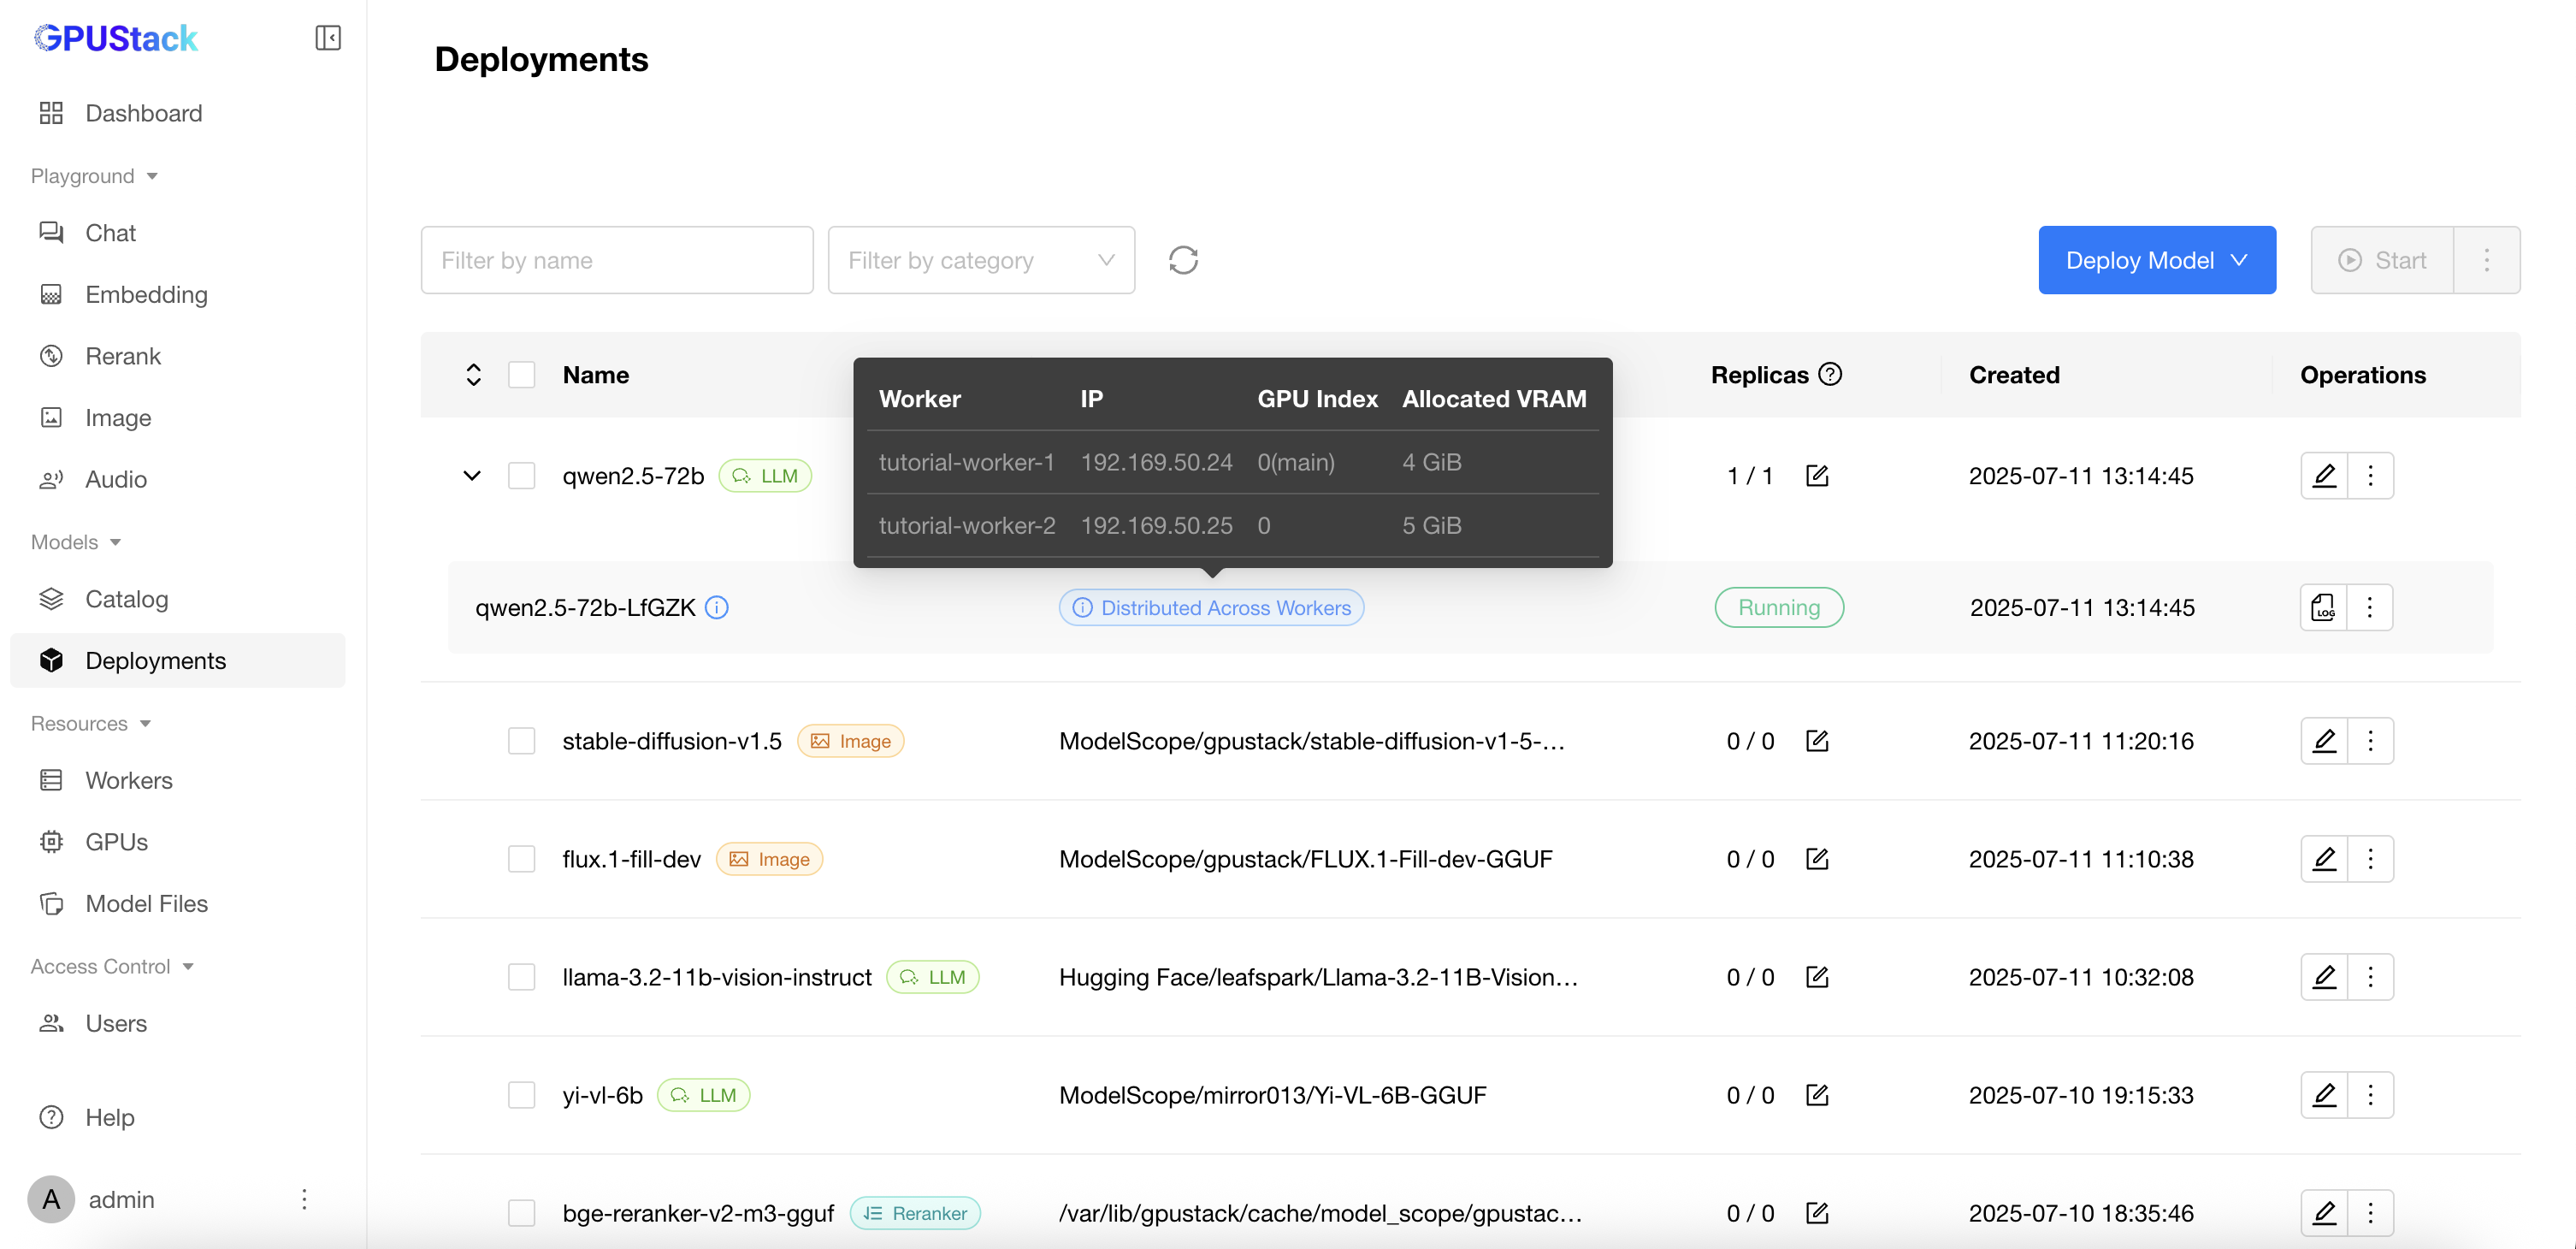 GPUStack
Dashboard
Playground
Chat
Embedding
Rerank
Image
Audio
Models
Catalog
Deployments
Resources
Workers
GPUs
Model Files
Access Control
Users
Help
A admin
Deployments
Filter by name Filter by category Deploy Model Start
Name Replicas Created Operations
Worker IP GPU Index Allocated VRAM
tutorial-worker-1 192.169.50.24 0(main) 4 GiB
tutorial-worker-2 192.169.50.25 0 5 GiB
qwen2.5-72b LLM 1 / 1 2025-07-11 13:14:45
qwen2.5-72b-LfGZK Distributed Across Workers Running 2025-07-11 13:14:45 LOG
stable-diffusion-v1.5 Image ModelScope/gpustack/stable-diffusion-v1-5-... 0 / 0 2025-07-11 11:20:16
flux.1-fill-dev Image ModelScope/gpustack/FLUX.1-Fill-dev-GGUF 0 / 0 2025-07-11 11:10:38
llama-3.2-11b-vision-instruct LLM Hugging Face/leafspark/Llama-3.2-11B-Vision... 0 / 0 2025-07-11 10:32:08
yi-vl-6b LLM ModelScope/mirror013/Yi-VL-6B-GGUF 0 / 0 2025-07-10 19:15:33
bge-reranker-v2-m3-gguf Reranker /var/lib/gpustack/cache/model_scope/gpustac... 0 / 0 2025-07-10 18:35:46